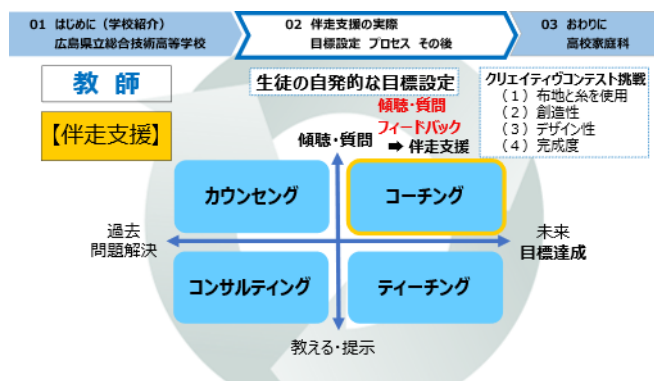 01 はじめに（学校紹介）
広島県立総合技術高等学校
02 伴走支援の実際
目標設定 プロセス その後
03 おわりに
高校家庭科
教 師
【伴走支援】
生徒の自発的な目標設定
傾聴・質問
フィードバック
傾聴・質問
➡ 伴走支援
クリエイティヴコンテスト挑戦
（１）布地と糸を使用
（２）創造性
（３）デザイン性
（４）完成度
カウンセング
コーチング
過去
問題解決
未来
目標達成
コンサルティング
ティーチング
教える・提示